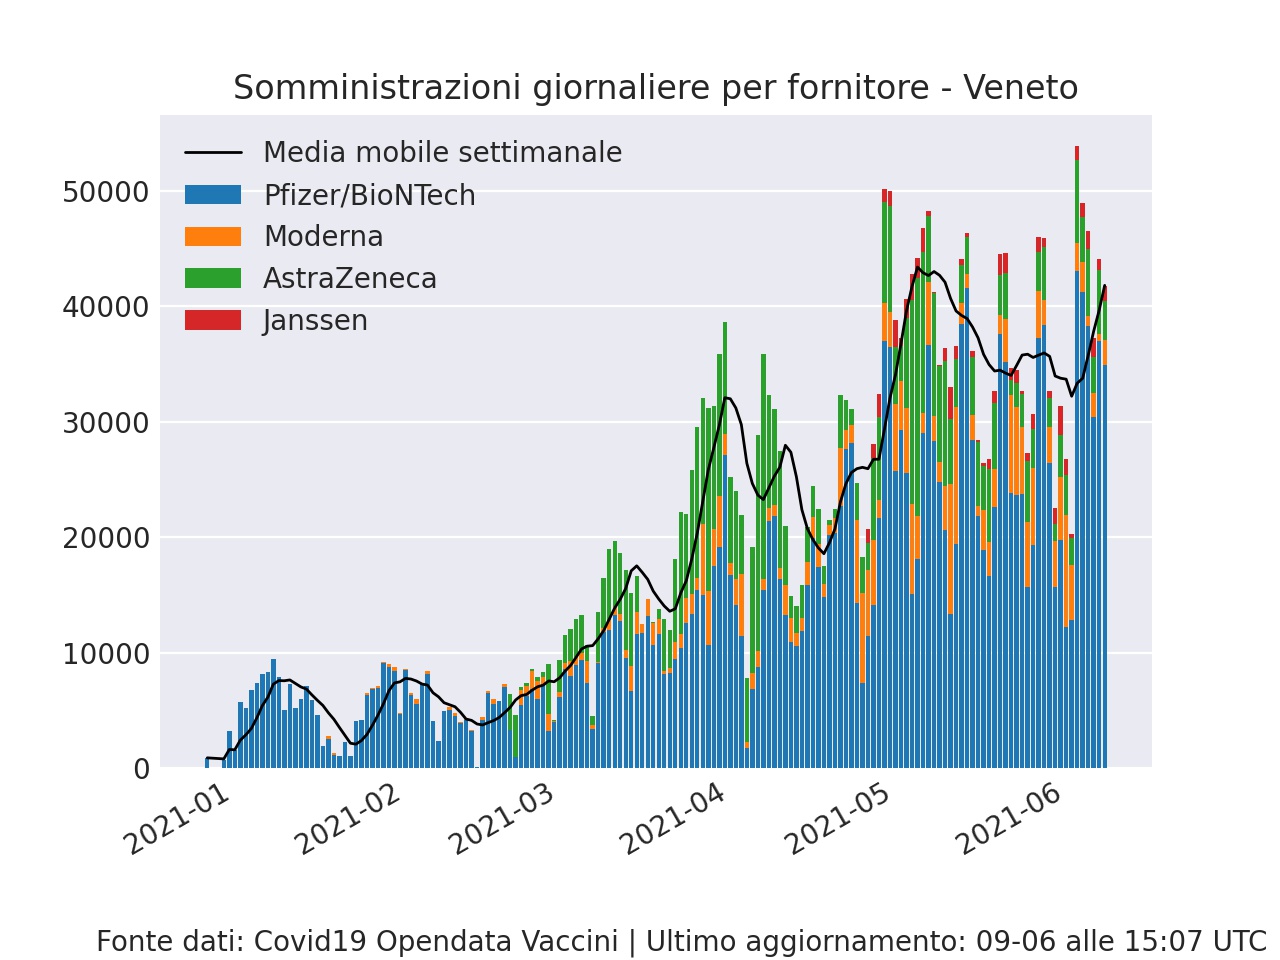 Somministrazioni giornaliere per fornitore - Veneto
Media mobile settimanale
Pfizer/BioNTech
Moderna
AstraZeneca
Janssen
50000
40000
30000
20000
10000
0
2021-01
2021-02
2021-03
2021-04
2021-05
2021-06
Fonte dati: Covid19 Opendata Vaccini | Ultimo aggiornamento: 09-06 alle 15:07 UTC